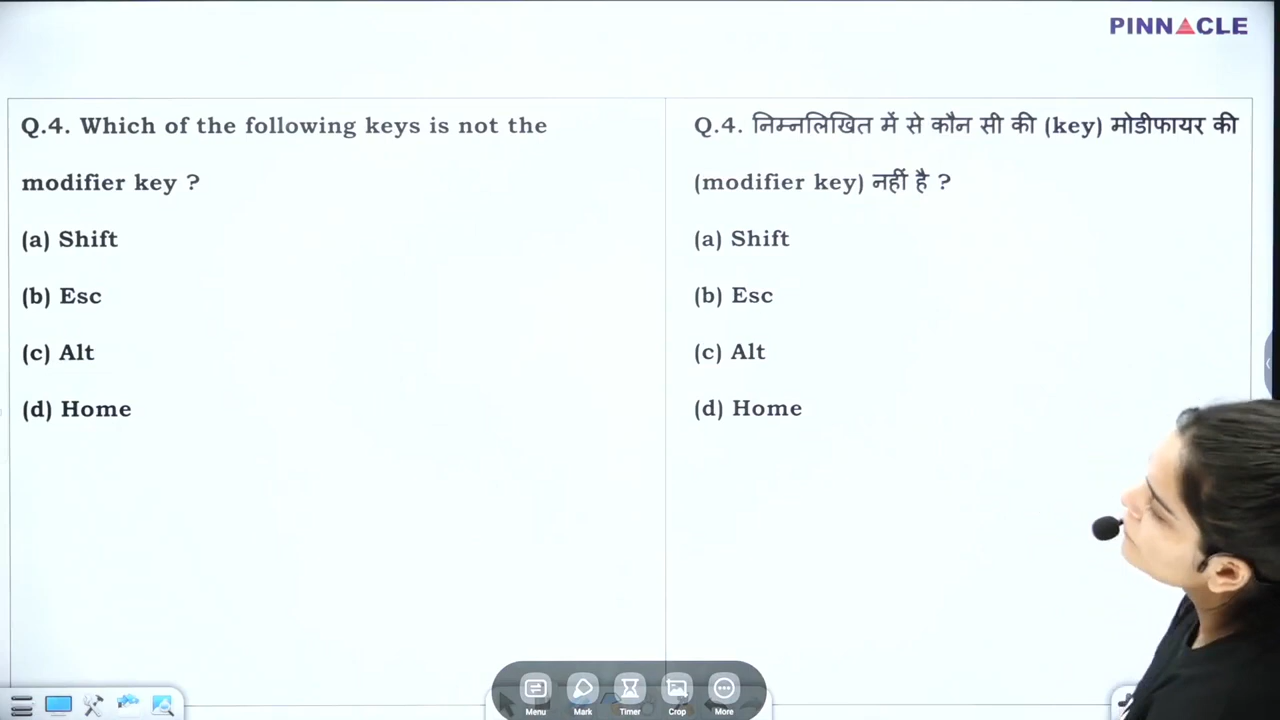 PINNACLE
Q.4. Which of the following keys is not the
modifier key ?
(a) Shift
(b) Esc
(c) Alt
(d) Home
Q.4. निम्नलिखित में से कौन सी की (key) मोडीफायर की
(modifier key) नहीं है ?
(a) Shift
(b) Esc
(c) Alt
(d) Home
Menu
Mark
Timer
Crop
More